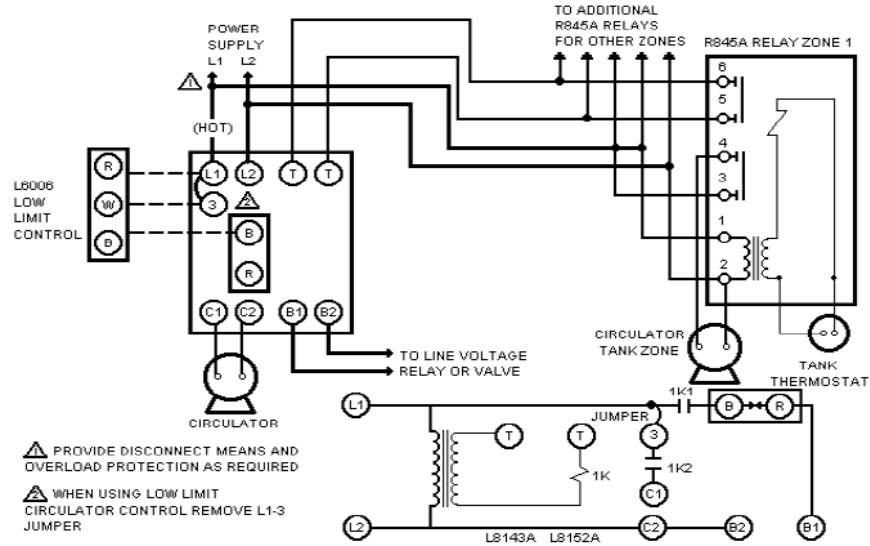 TO ADDITIONAL
R845A RELAYS
FOR OTHER ZONES
POWER
SUPPLY
L1 L2
R845A RELAY ZONE 1
1
(HOT)
6
5
4
3
1
2
L6006
LOW
LIMIT
CONTROL
R
W
B
L1 L2 T T
3
2
B
R
C1 C2 B1 B2
TO LINE VOLTAGE
RELAY OR VALVE
CIRCULATOR
CIRCULATOR
TANK ZONE
TANK
THERMOSTAT
1 PROVIDE DISCONNECT MEANS AND
OVERLOAD PROTECTION AS REQUIRED
2 WHEN USING LOW LIMIT
CIRCULATOR CONTROL REMOVE L1-3
JUMPER
L1
JUMPER
1K1
B R
T T
3
1K
1K2
C1
L2
C2 B2 B1
L8143A L8152A